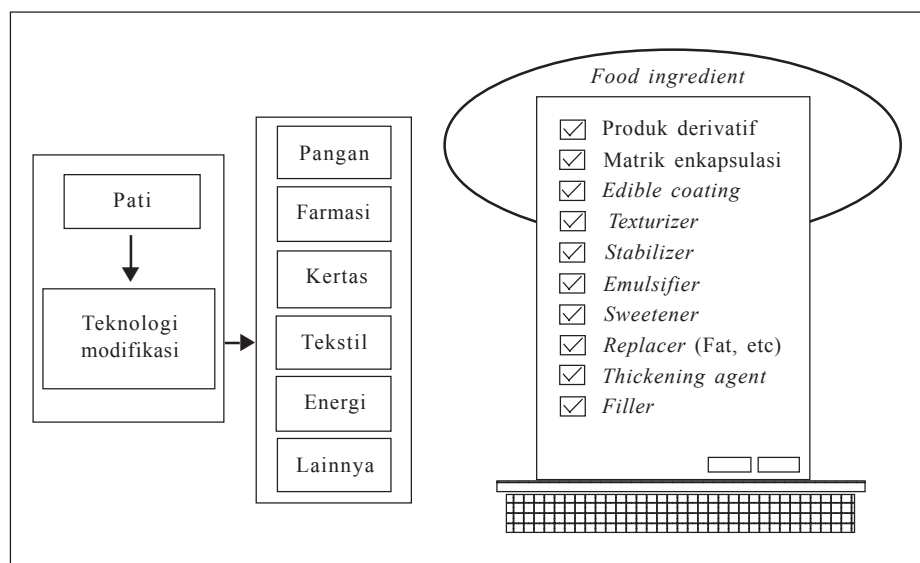 Pati
Teknologi
modifikasi
Pangan
Farmasi
Kertas
Tekstil
Energi
Lainnya
Food ingredient
Produk derivatif
Matrik enkapsulasi
Edible coating
Texturizer
Stabilizer
Emulsifier
Sweetener
Replacer (Fat, etc)
Thickening agent
Filler